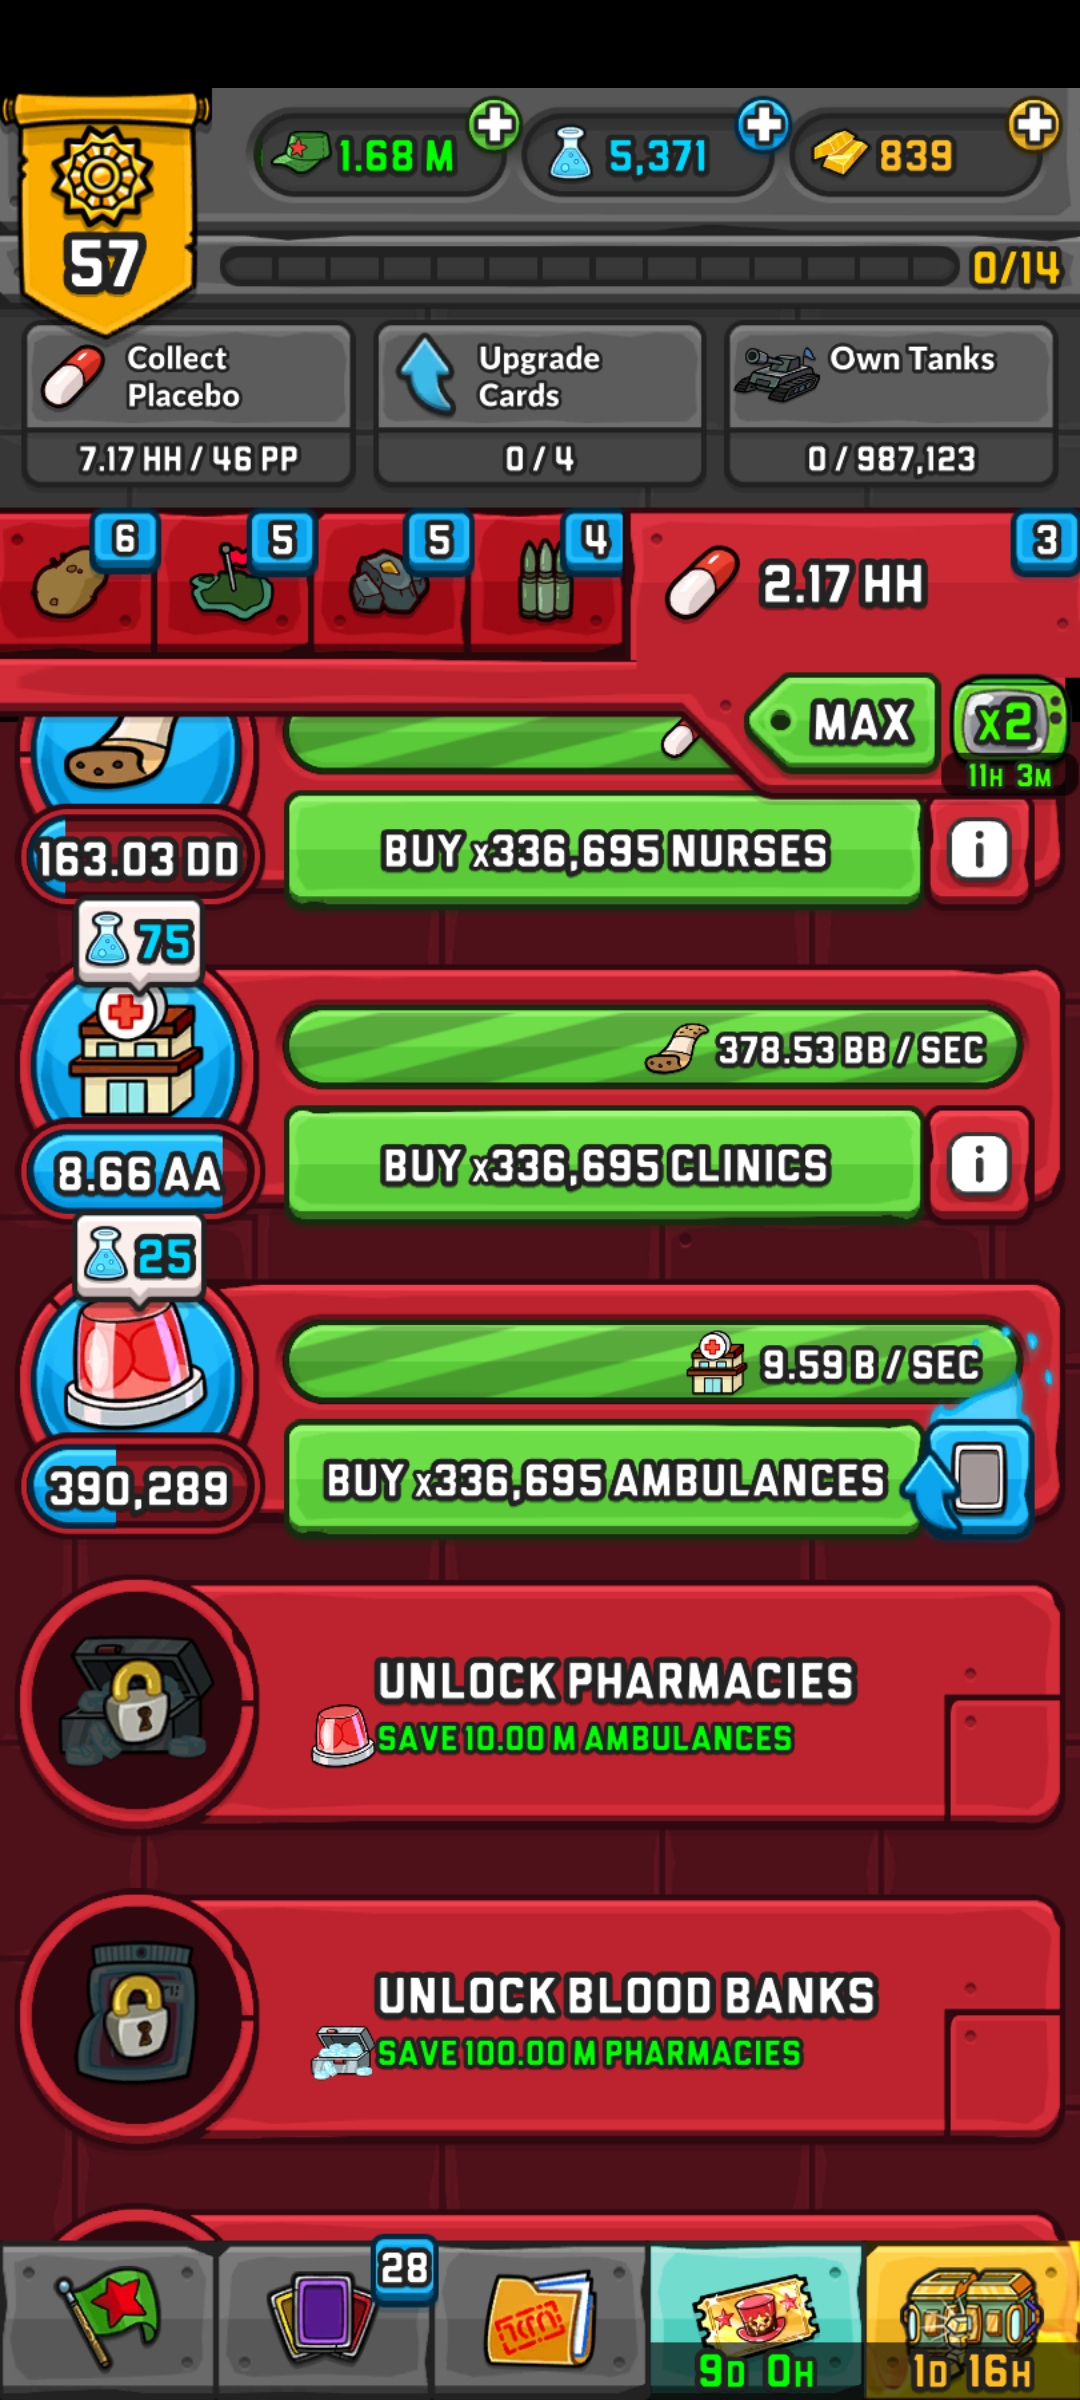 57
1.68 M
5,371
839
0/14
Collect
Placebo
7.17 HH / 46 PP
Upgrade
Cards
0 / 4
Own Tanks
0 / 987,123
6
5
5
4
2.17 HH
3
MAX
x2
11H 3M
163.03 DD
BUY x336,695 NURSES
i
75
378.53 BB / SEC
8.66 AA
BUY x336,695 CLINICS
i
25
9.59 B / SEC
390,289
BUY x336,695 AMBULANCES
UNLOCK PHARMACIES
SAVE 10.00 M AMBULANCES
UNLOCK BLOOD BANKS
SAVE 100.00 M PHARMACIES
28
9D 0H
1D 16H